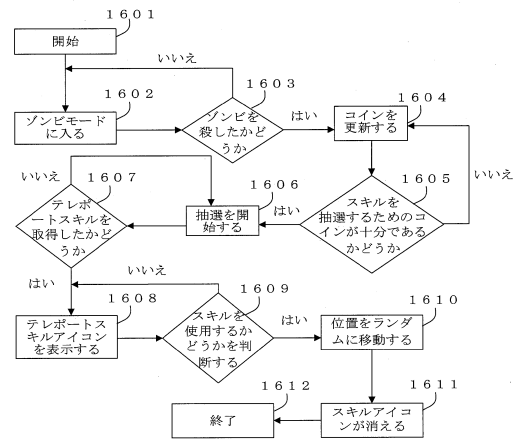 １６０１
開始
いいえ
１６０２
ゾンビモード
に入る
１６０３
ゾンビを
殺したかど
うか
はい
１６０４
コインを
更新する
いいえ
１６０７
テレポ
ートスキルを
取得したかど
うか
１６０６
抽選を開
始する
はい
１６０５
スキルを
抽選するためのコ
インが十分である
かどうか
いいえ
はい
いいえ
１６０８
テレポートス
キルアイコン
を表示する
１６０９
スキルを
使用するか
どうかを判
断する
はい
１６１０
位置をランダ
ムに移動する
１６１２
終了
１６１１
スキルアイコ
ンが消える